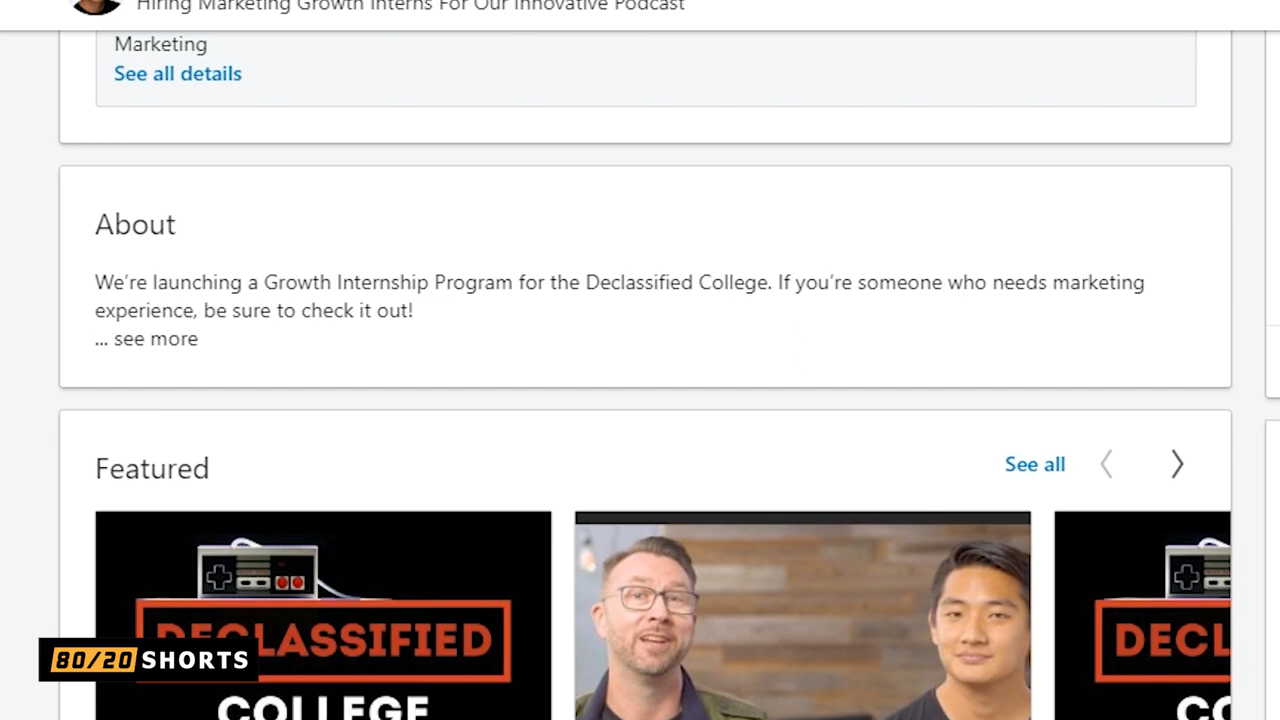 Hiring Marketing Growth Interns For Our Innovative Podcast
Marketing
See all details
About
We're launching a Growth Internship Program for the Declassified College. If you're someone who needs marketing
experience, be sure to check it out!
... see more
Featured
See all
DECLASSIFIED
COLLEGE
DECL
CO
80/20 SHORTS